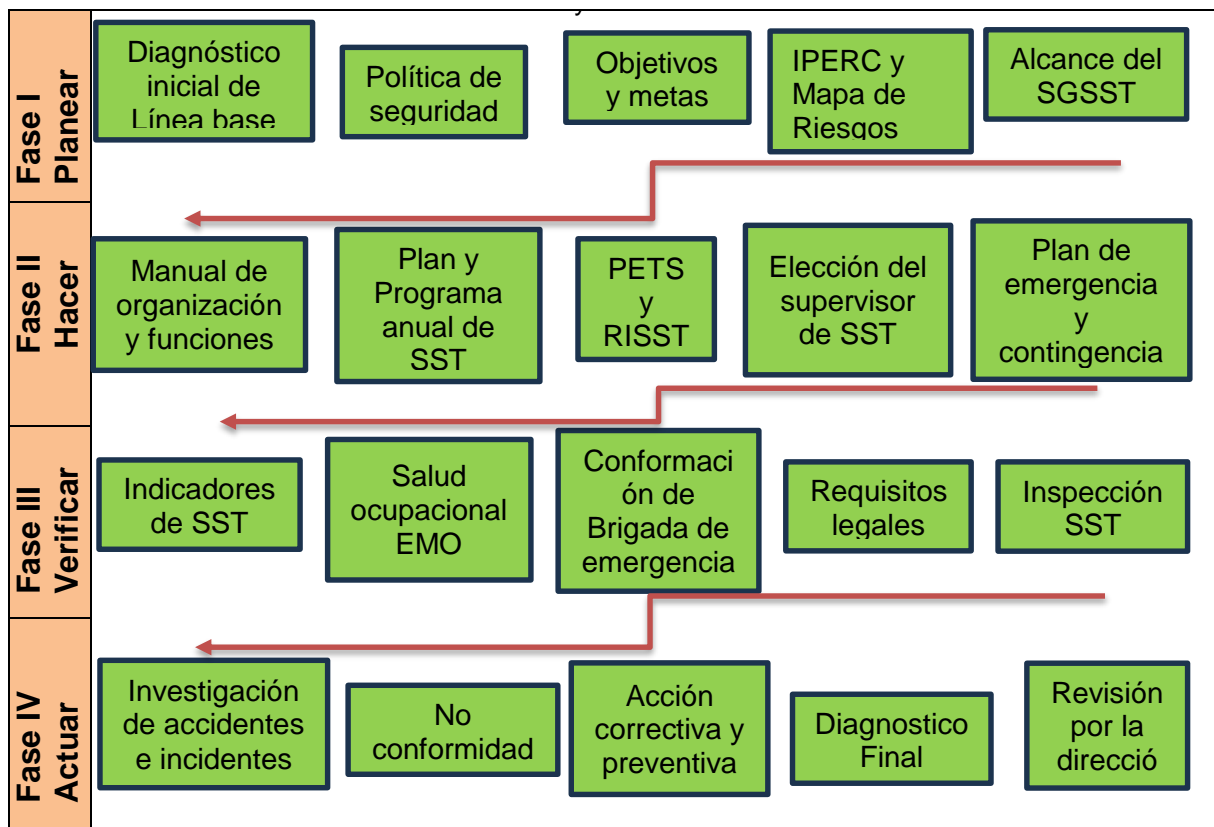 Fase I
Planear
Diagnóstico
inicial de
Línea base
Política de
seguridad
Objetivos
y metas
IPERC y
Mapa de
Riesgos
Alcance del
SGSST
Fase II
Hacer
Manual de
organización
y funciones
Plan y
Programa
anual de
SST
PETS
y
RISST
Elección del
supervisor
de SST
Plan de
emergencia
y
contingencia
Fase III
Verificar
Indicadores
de SST
Salud
ocupacional
EMO
Conformaci
ón de
Brigada de
emergencia
Requisitos
legales
Inspección
SST
Fase IV
Actuar
Investigación
de accidentes
e incidentes
No
conformidad
Acción
correctiva y
preventiva
Diagnostico
Final
Revisión
por la
direcció